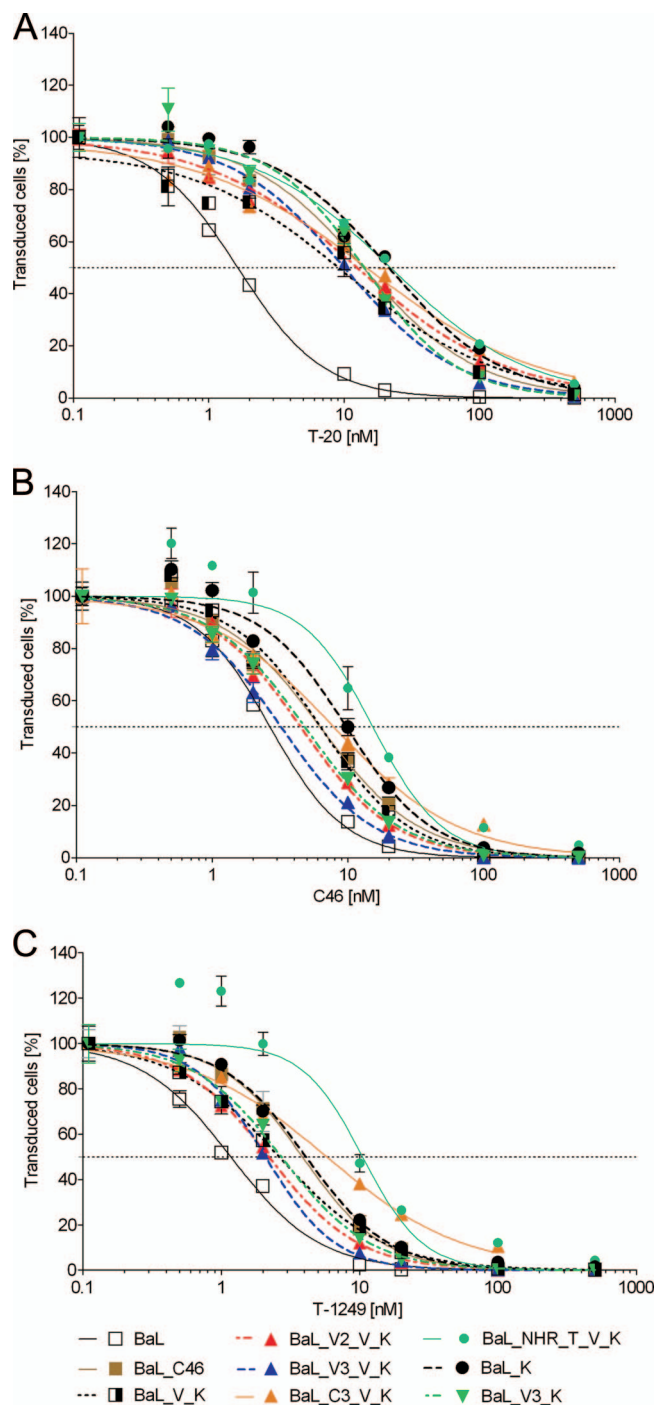 A
140
120
100
80
60
40
20
0
Transduced cells [%]
0.1 1 10 100 1000
T-20 [nM]
B
140
120
100
80
60
40
20
0
Transduced cells [%]
0.1 1 10 100 1000
C46 [nM]
C
140
120
100
80
60
40
20
0
Transduced cells [%]
0.1 1 10 100 1000
T-1249 [nM]
BaL BaL_V2_V_K BaL_NHR_T_V_K
BaL_C46 BaL_V3_V_K BaL_K
BaL_V_K BaL_C3_V_K BaL_V3_K